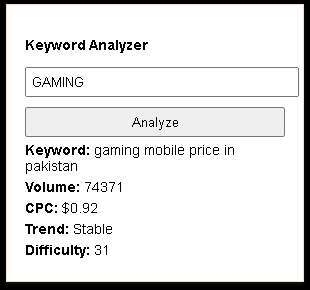 Keyword Analyzer
GAMING
Analyze
Keyword: gaming mobile price in
pakistan
Volume: 74371
CPC: $0.92
Trend: Stable
Difficulty: 31